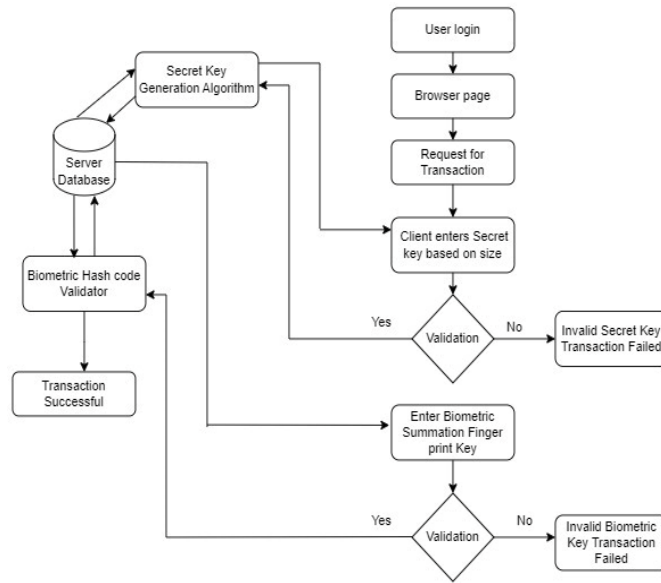 User login
Secret Key
Generation Algorithm
Browser page
Server
Database
Request for
Transaction
Client enters Secret
key based on size
Biometric Hash code
Validator
Yes
Validation
No
Invalid Secret Key
Transaction Failed
Transaction
Successful
Enter Biometric
Summation Finger
print Key
Yes
Validation
No
Invalid Biometric
Key Transaction
Failed